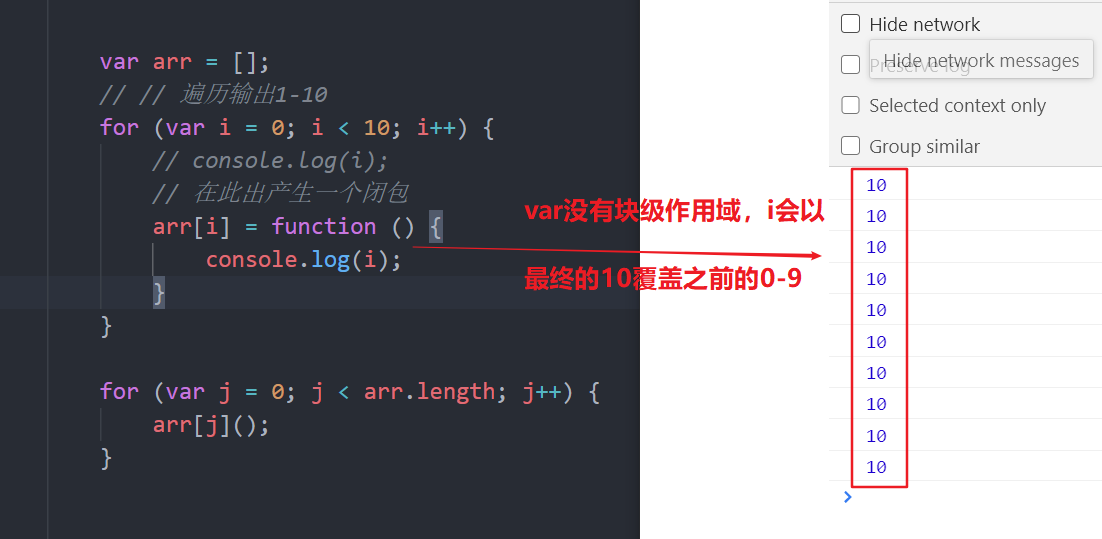 var arr = [];
// // 遍历输出1-10
for (var i = 0; i < 10; i++) {
// console.log(i);
// 在此出产生一个闭包
arr[i] = function () {
console.log(i);
}
}
for (var j = 0; j < arr.length; j++) {
arr[j]();
}
var没有块级作用域，i会以
最终的10覆盖之前的0-9
Hide network
Preserve log
Hide network messages
Selected context only
Group similar
10
10
10
10
10
10
10
10
10
10
>